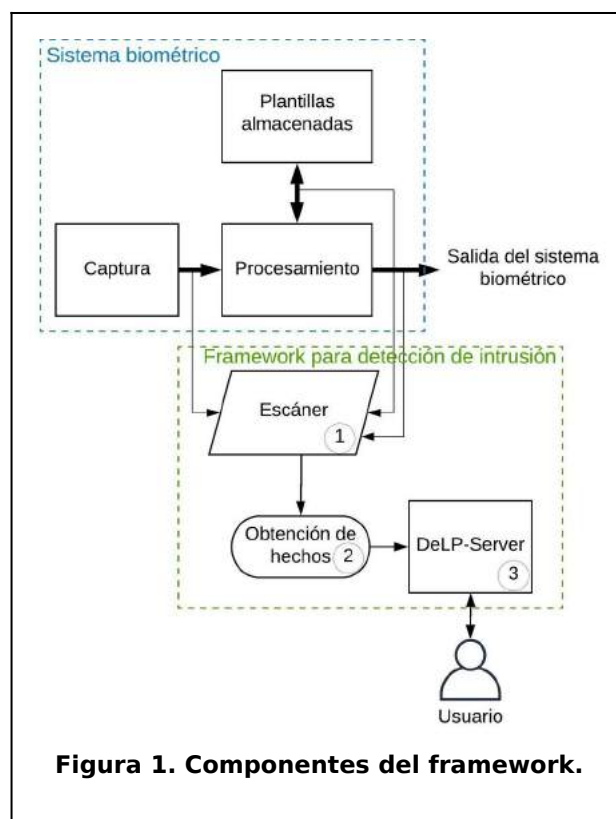 Sistema biométrico
Plantillas
almacenadas
Captura
Procesamiento
Salida del sistema
biométrico
Framework para detección de intrusión
Escáner
1
Obtención de
hechos
2
DeLP-Server
3
Usuario
Figura 1. Componentes del framework.